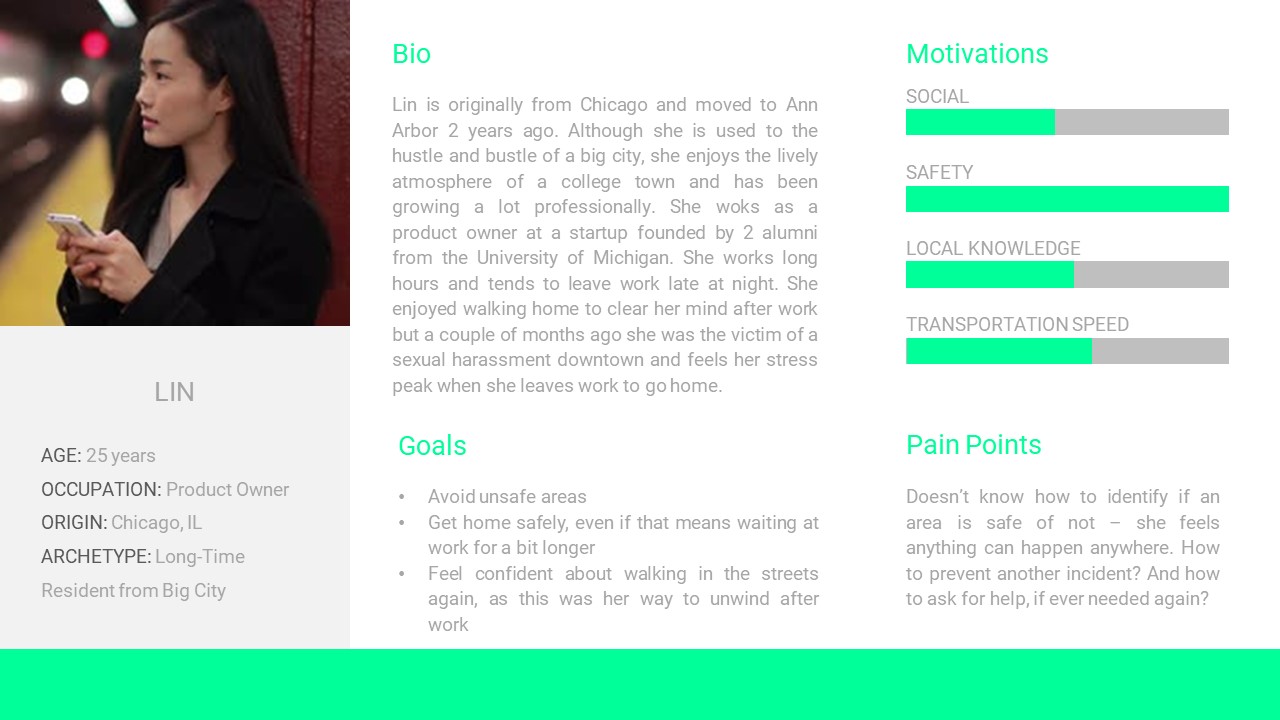 LIN
AGE: 25 years
OCCUPATION: Product Owner
ORIGIN: Chicago, IL
ARCHETYPE: Long-Time
Resident from Big City
Bio
Lin is originally from Chicago and moved to Ann
Arbor 2 years ago. Although she is used to the
hustle and bustle of a big city, she enjoys the lively
atmosphere of a college town and has been
growing a lot professionally. She woks as a
product owner at a startup founded by 2 alumni
from the University of Michigan. She works long
hours and tends to leave work late at night. She
enjoyed walking home to clear her mind after work
but a couple of months ago she was the victim of a
sexual harassment downtown and feels her stress
peak when she leaves work to go home.
Goals
• Avoid unsafe areas
• Get home safely, even if that means waiting at
work for a bit longer
• Feel confident about walking in the streets
again, as this was her way to unwind after
work
Motivations
SOCIAL
SAFETY
LOCAL KNOWLEDGE
TRANSPORTATION SPEED
Pain Points
Doesn’t know how to identify if an
area is safe of not – she feels
anything can happen anywhere. How
to prevent another incident? And how
to ask for help, if ever needed again?